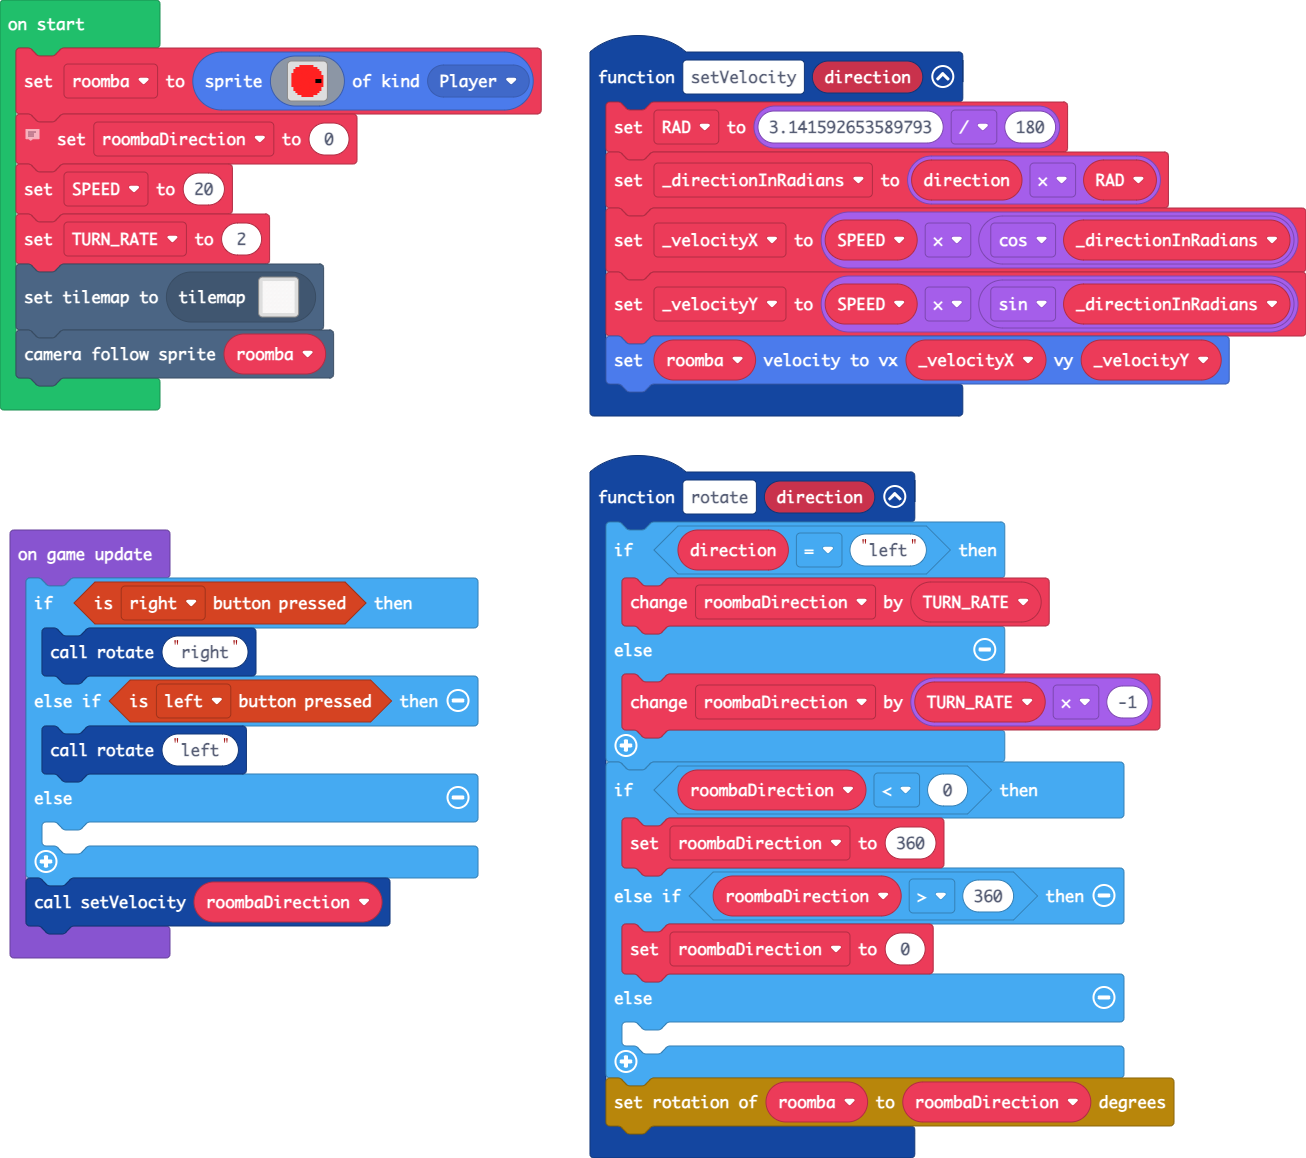 on start
set roomba to sprite of kind Player
set roombaDirection to 0
set SPEED to 20
set TURN_RATE to 2
set tilemap to tilemap
camera follow sprite roomba
function setVelocity direction
set RAD to 3.141592653589793 / 180
set _directionInRadians to direction × RAD
set _velocityX to SPEED × cos _directionInRadians
set _velocityY to SPEED × sin _directionInRadians
set roomba velocity to vx _velocityX vy _velocityY
on game update
if is right button pressed then
call rotate "right"
else if is left button pressed then
call rotate "left"
else
call setVelocity roombaDirection
function rotate direction
if direction = "left" then
change roombaDirection by TURN_RATE
else
change roombaDirection by TURN_RATE × -1
if roombaDirection < 0 then
set roombaDirection to 360
else if roombaDirection > 360 then
set roombaDirection to 0
else
set rotation of roomba to roombaDirection degrees